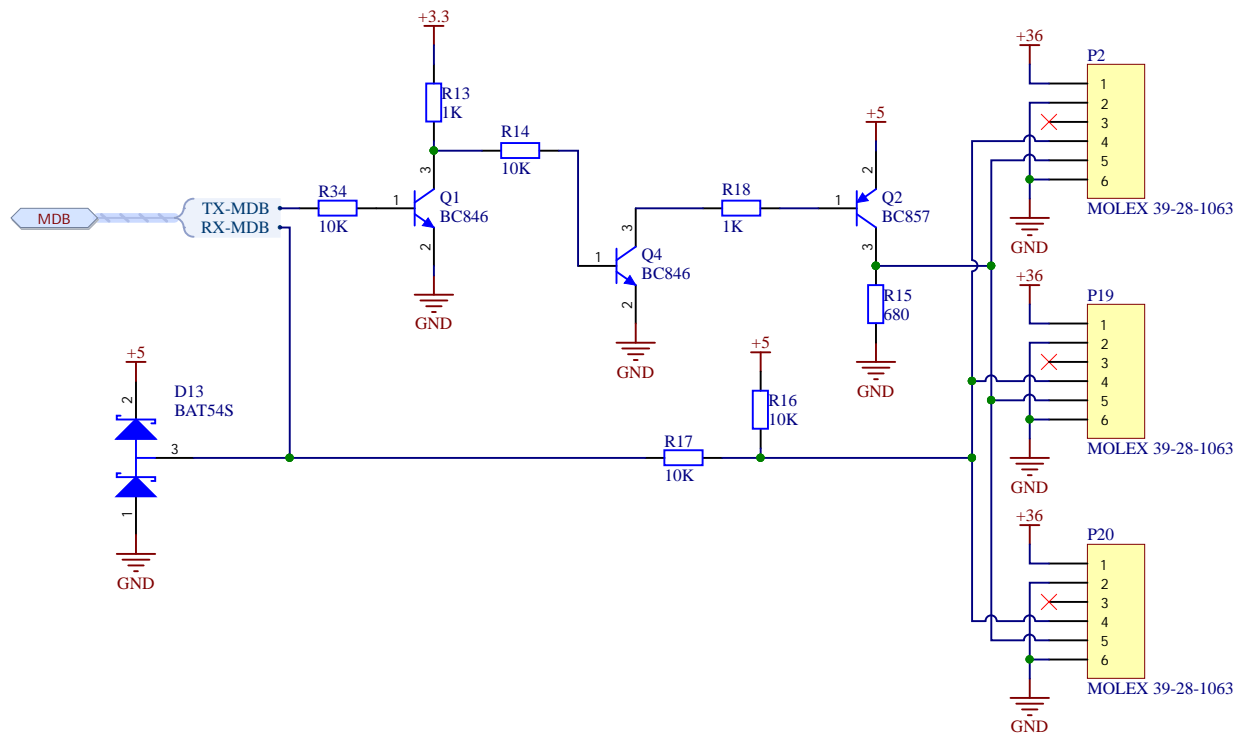 +3.3
+36
P2
R13
1K
1
2
3
4
5
6
MOLEX 39-28-1063
GND
+5
R14
10K
3
Q1
BC846
1
2
GND
MDB
TX-MDB
RX-MDB
R34
10K
R18
1K
2
1
Q2
BC857
3
3
Q4
BC846
1
2
GND
R15
680
GND
+36
P19
1
2
3
4
5
6
MOLEX 39-28-1063
GND
+5
D13
BAT54S
2
3
1
GND
+5
R16
10K
R17
10K
+36
P20
1
2
3
4
5
6
MOLEX 39-28-1063
GND